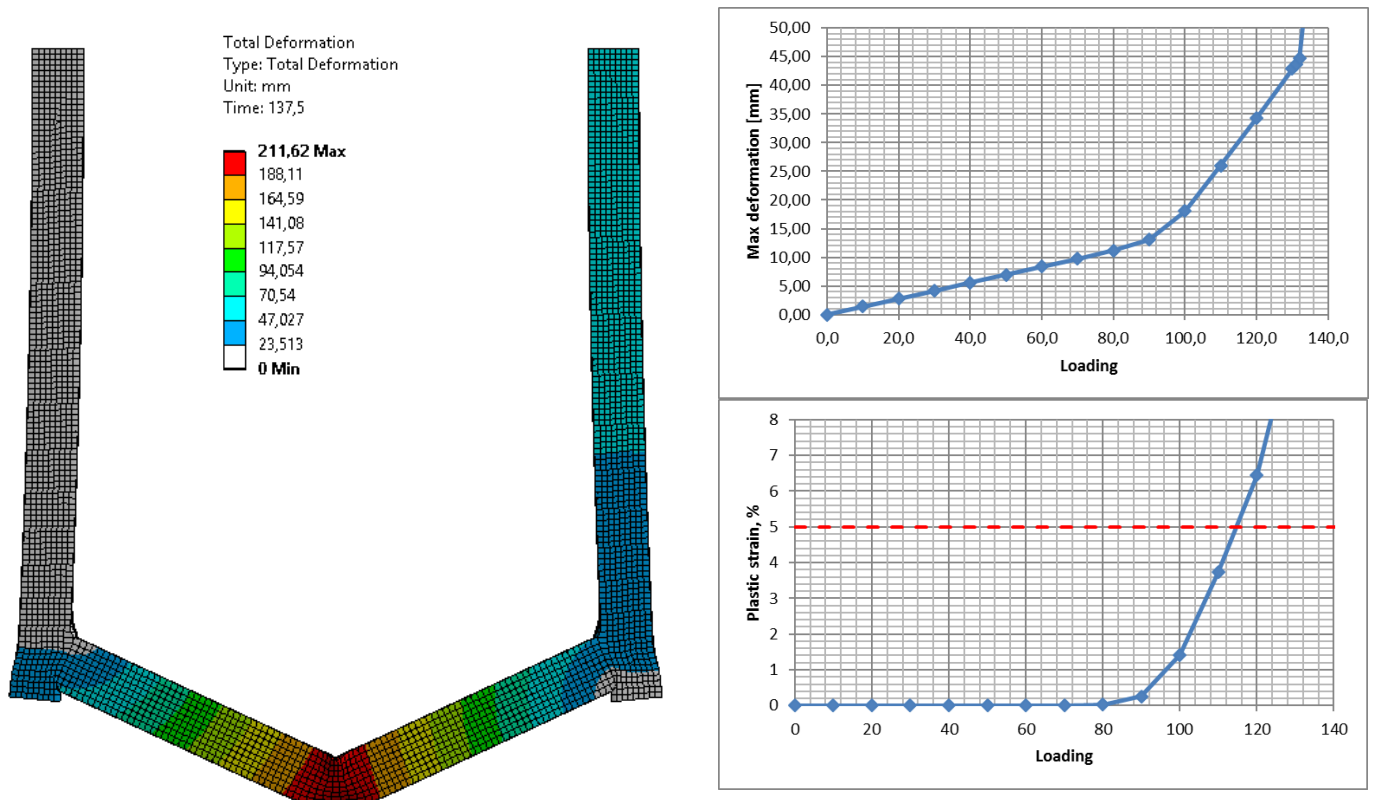 Total Deformation
Type: Total Deformation
Unit: mm
Time: 137,5
211,62 Max
188,11
164,59
141,08
117,57
94,054
70,54
47,027
23,513
0 Min
50,00
45,00
40,00
35,00
30,00
25,00
20,00
15,00
10,00
5,00
0,00
Max deformation [mm]
0,0 20,0 40,0 60,0 80,0 100,0 120,0 140,0
Loading
8
7
6
5
4
3
2
1
0
Plastic strain, %
0 20 40 60 80 100 120 140
Loading